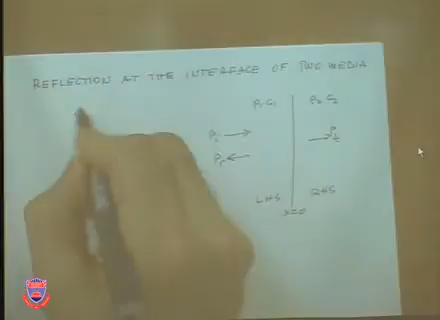 REFLECTION AT THE INTERFACE OF TWO MEDIA
ρ₁ C₁ ρ₂ C₂
Pi → → Pt
Pr ←
LHS RHS
x=0